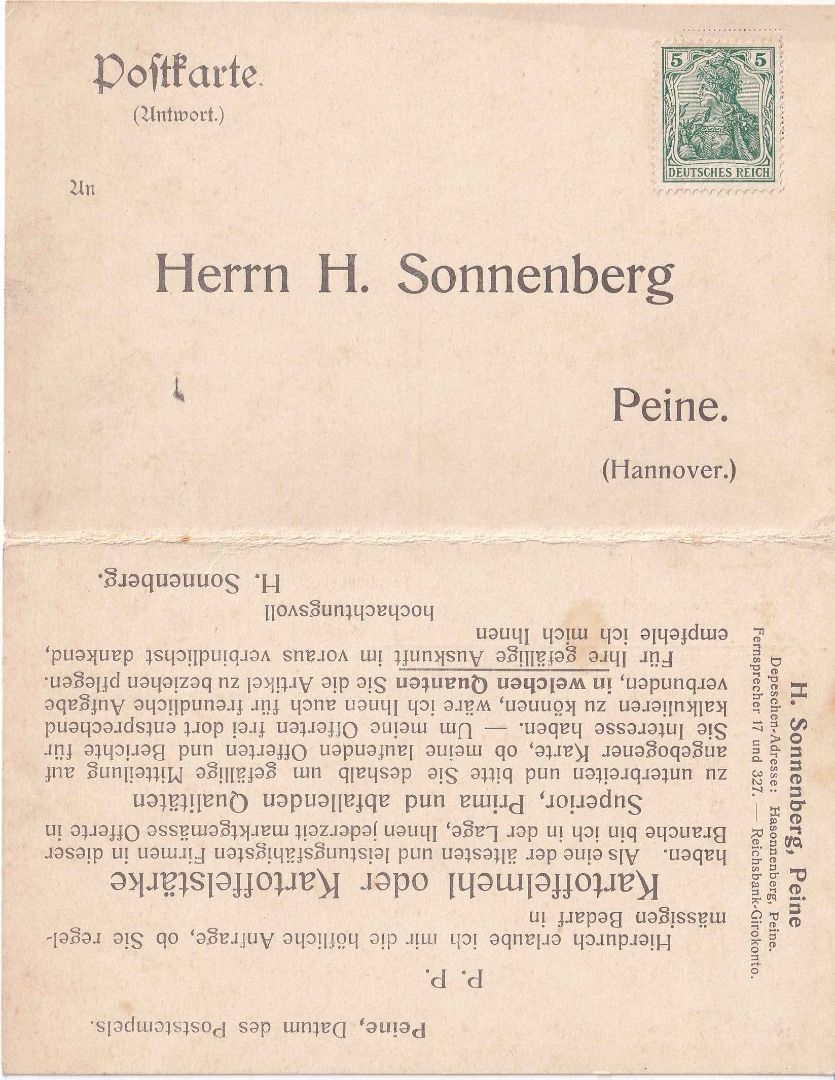 Postkarte.
(Antwort.)
5 5
DEUTSCHES REICH
An
Herrn H. Sonnenberg
Peine.
(Hannover.)
H. Sonnenberg, Peine
Depeschen-Adresse: Hasonnenberg, Peine.
Fernsprecher 17 und 327. — Reichsbank-Girokonto.
Peine, Datum des Poststempels.
P. P.
Hierdurch erlaube ich mir die höfliche Anfrage, ob Sie regel-
mässigen Bedarf in
Kartoffelmehl oder Kartoffelstärke
haben. Als eine der ältesten und leistungsfähigsten Firmen in dieser
Branche bin ich in der Lage, Ihnen jederzeit marktgemässe Offerte in
Superior, Prima und abfallenden Qualitäten
zu unterbreiten und bitte Sie deshalb um gefällige Mitteilung auf
angebogener Karte, ob meine laufenden Offerten und Berichte für
Sie Interesse haben. — Um meine Offerten frei dort entsprechend
kalkulieren zu können, wäre ich Ihnen auch für freundliche Aufgabe
verbunden, in welchen Quanten Sie die Artikel zu beziehen pflegen.
Für Ihre gefällige Auskunft im voraus verbindlichst dankend,
empfehle ich mich Ihnen
hochachtungsvoll
H. Sonnenberg.